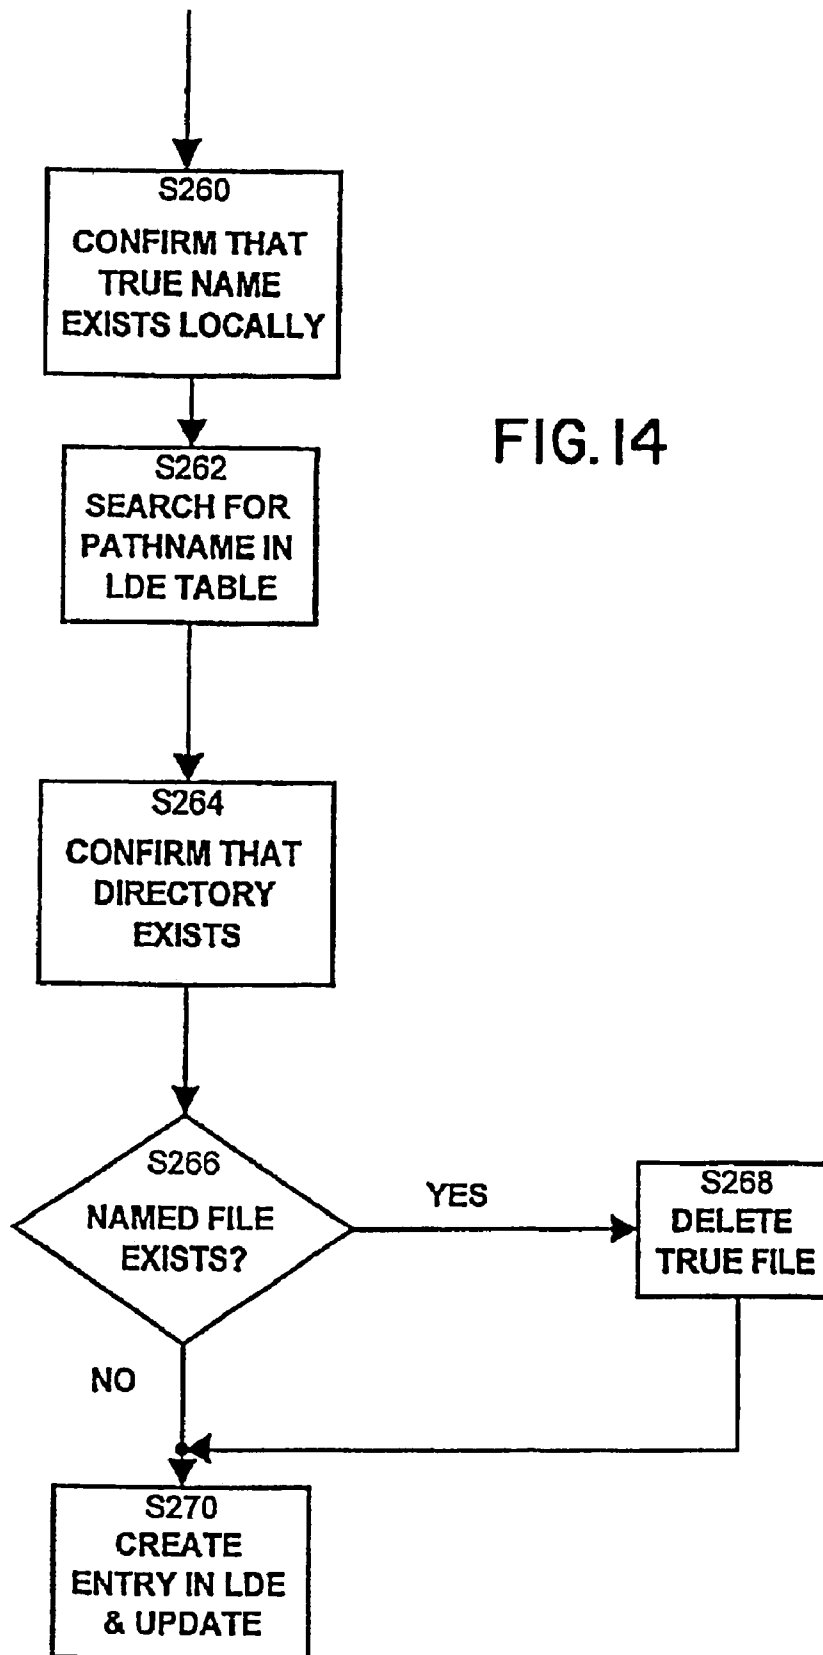 S260
CONFIRM THAT
TRUE NAME
EXISTS LOCALLY
FIG. 14
S262
SEARCH FOR
PATHNAME IN
LDE TABLE
S264
CONFIRM THAT
DIRECTORY
EXISTS
S266
NAMED FILE
EXISTS?
YES
S268
DELETE
TRUE FILE
NO
S270
CREATE
ENTRY IN LDE
& UPDATE